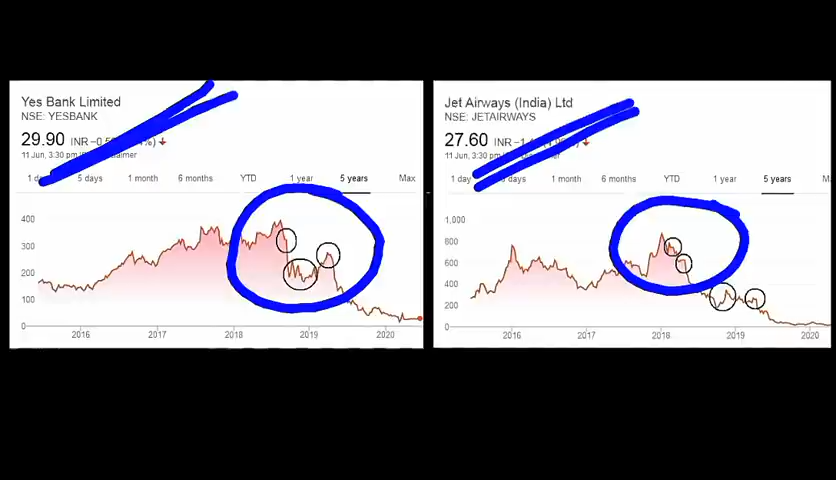 Yes Bank Limited
NSE: YESBANK
29.90 INR
11 Jun, 3:30 pm
5 days 1 month 6 months YTD 1 year 5 years Max
400
300
200
100
0
2016 2017 2018 2019 2020
Jet Airways (India) Ltd
NSE: JETAIRWAYS
27.60 INR
11 Jun, 3:30 pm
1 day 5 days 1 month 6 months YTD 1 year 5 years Max
1,000
800
600
400
200
0
2016 2017 2018 2019 2020